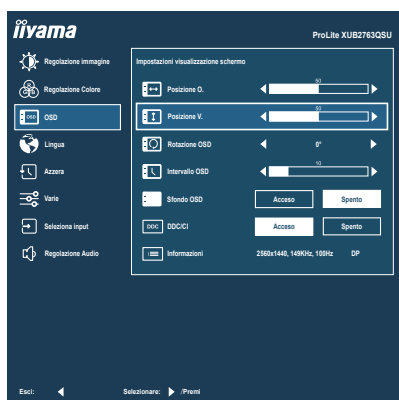 iiyama
ProLite XUB2763QSU
Regolazione immagine
Regolazione Colore
OSD OSD
Lingua
Azzera
Varie
Seleziona input
Regolazione Audio
Impostazioni visualizzazione schermo
Posizione O. 50
Posizione V. 50
Rotazione OSD 0°
Intervallo OSD 10
Sfondo OSD Acceso Spento
DDC DDC/CI Acceso Spento
Informazioni 2560x1440, 149KHz, 100Hz DP
Esci: Selezionare: /Premi